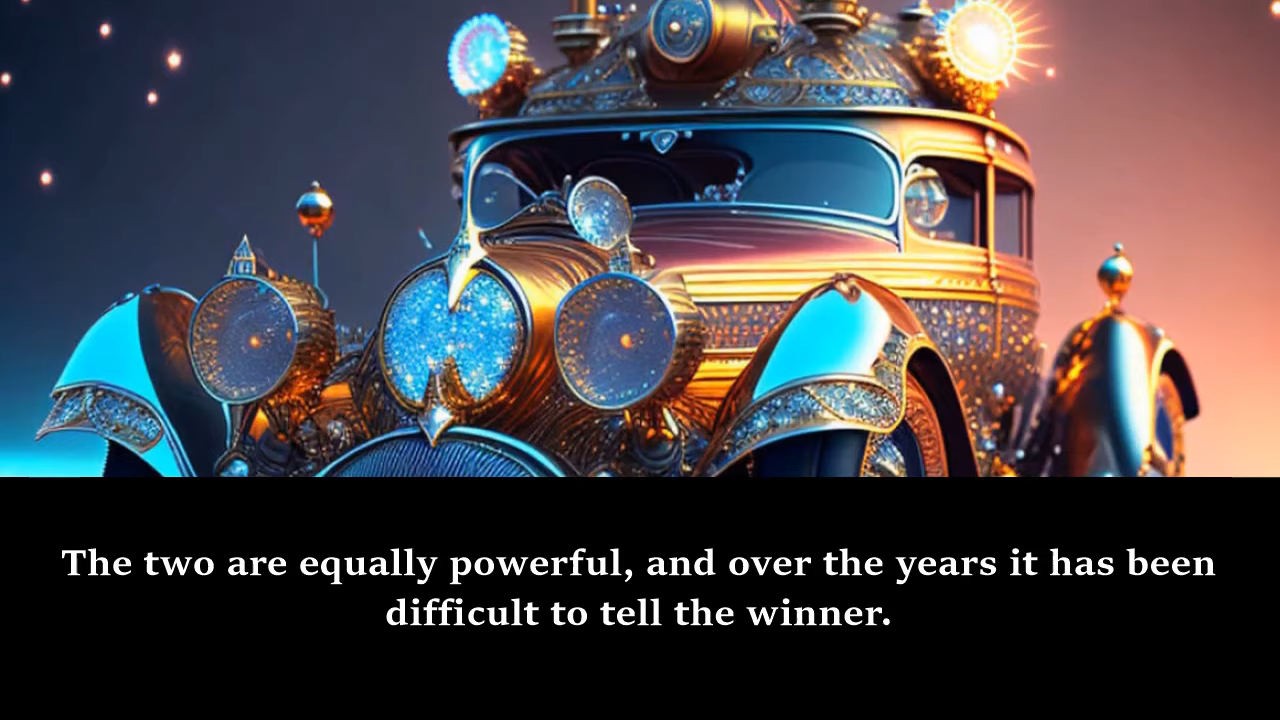 The two are equally powerful, and over the years it has been
difficult to tell the winner.